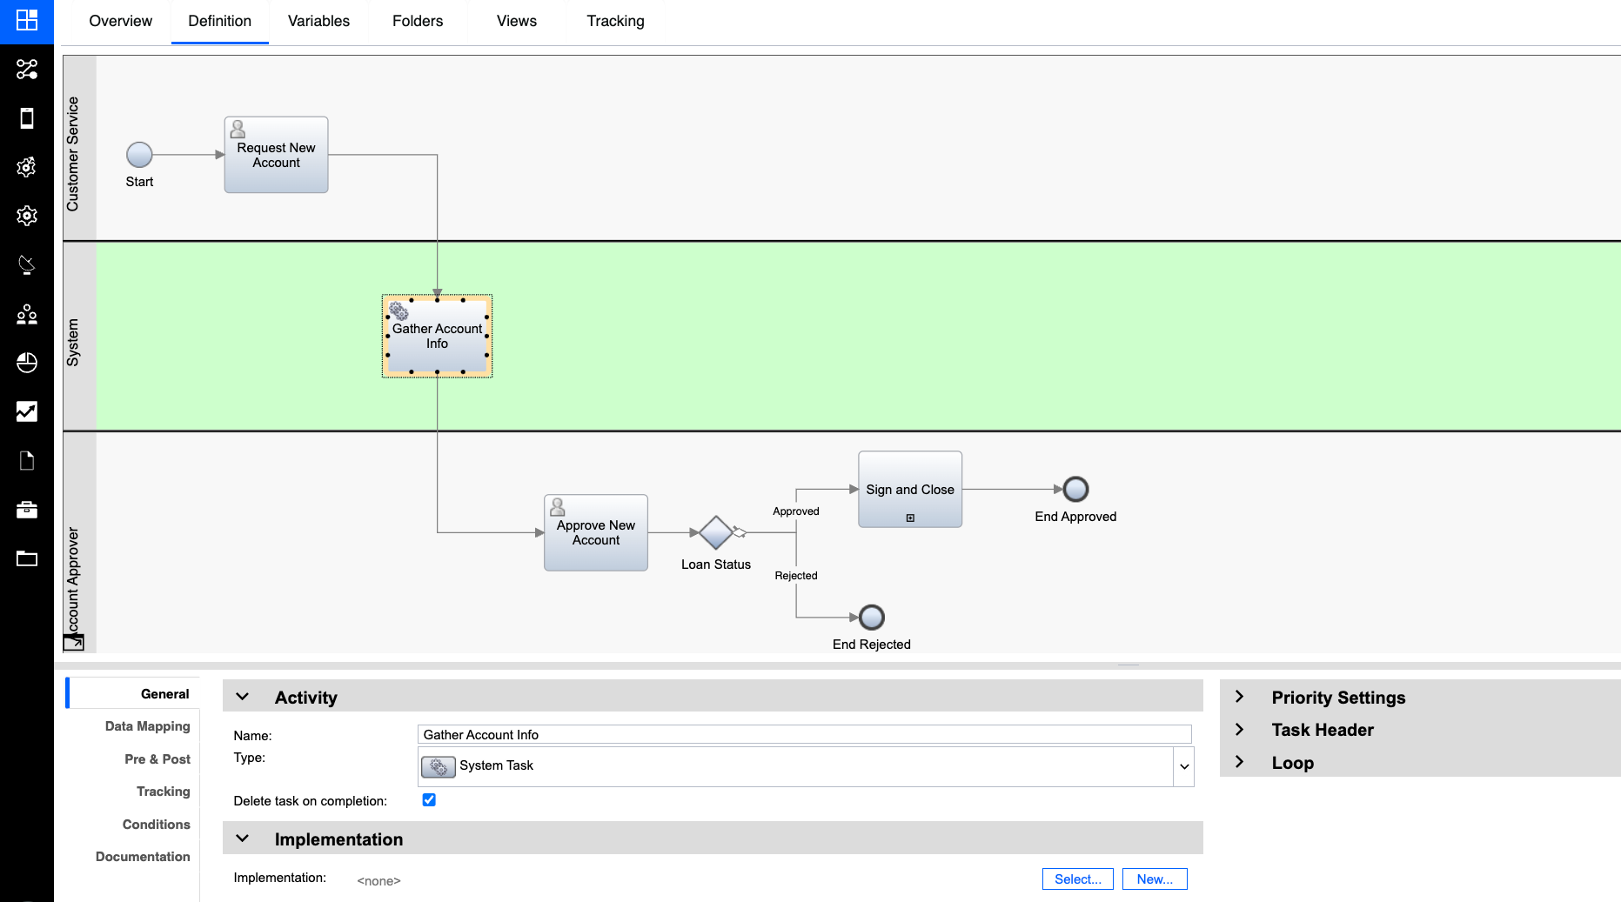 Overview
Definition
Variables
Folders
Views
Tracking
Customer Service
Start
Request New
Account
System
Gather Account
Info
Account Approver
Approve New
Account
Loan Status
Approved
Rejected
Sign and Close
End Approved
End Rejected
General
Data Mapping
Pre & Post
Tracking
Conditions
Documentation
Activity
Name:
Gather Account Info
Type:
System Task
Delete task on completion:
Implementation
Implementation:
<none>
Select...
New...
Priority Settings
Task Header
Loop